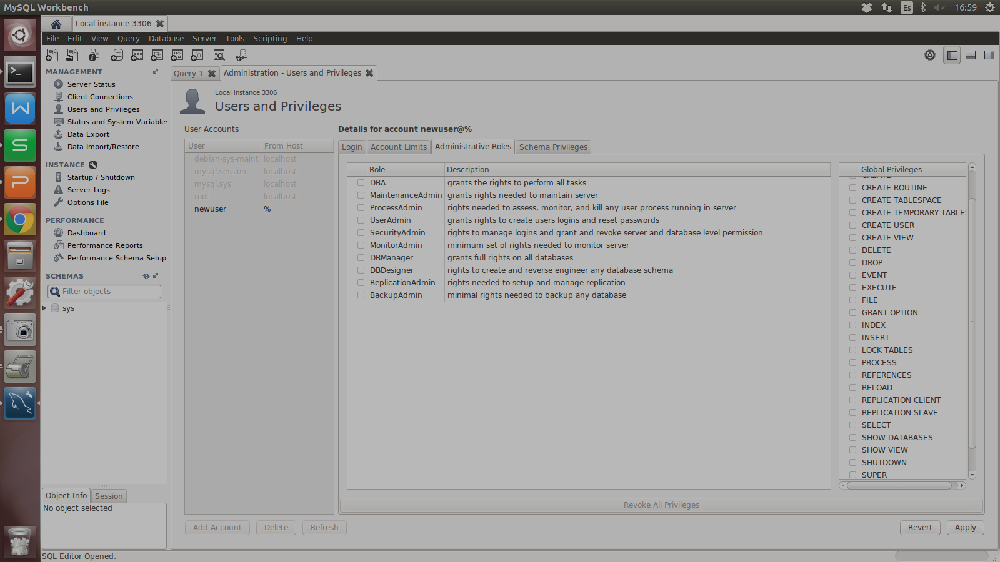 MySQL Workbench
Es
16:59
Local instance 3306
File Edit View Query Database Server Tools Scripting Help
MANAGEMENT
Server Status
Client Connections
Users and Privileges
Status and System Variable
Data Export
Data Import/Restore
INSTANCE
Startup / Shutdown
Server Logs
Options File
PERFORMANCE
Dashboard
Performance Reports
Performance Schema Setup
SCHEMAS
Filter objects
sys
Object Info
Session
No object selected
Query 1
Administration - Users and Privileges
Local instance 3306
Users and Privileges
User Accounts
User From Host
debian-sys-maint localhost
mysql.session localhost
mysql.sys localhost
root localhost
newuser %
Add Account
Delete
Refresh
Details for account newuser@%
Login
Account Limits
Administrative Roles
Schema Privileges
Role Description
DBA grants the rights to perform all tasks
MaintenanceAdmin grants rights needed to maintain server
ProcessAdmin rights needed to assess, monitor, and kill any user process running in server
UserAdmin grants rights to create users logins and reset passwords
SecurityAdmin rights to manage logins and grant and revoke server and database level permission
MonitorAdmin minimum set of rights needed to monitor server
DBManager grants full rights on all databases
DBDesigner rights to create and reverse engineer any database schema
ReplicationAdmin rights needed to setup and manage replication
BackupAdmin minimal rights needed to backup any database
Global Privileges
CREATE
CREATE ROUTINE
CREATE TABLESPACE
CREATE TEMPORARY TABLE
CREATE USER
CREATE VIEW
DELETE
DROP
EVENT
EXECUTE
FILE
GRANT OPTION
INDEX
INSERT
LOCK TABLES
PROCESS
REFERENCES
RELOAD
REPLICATION CLIENT
REPLICATION SLAVE
SELECT
SHOW DATABASES
SHOW VIEW
SHUTDOWN
SUPER
Revoke All Privileges
Revert
Apply
SQL Editor Opened.